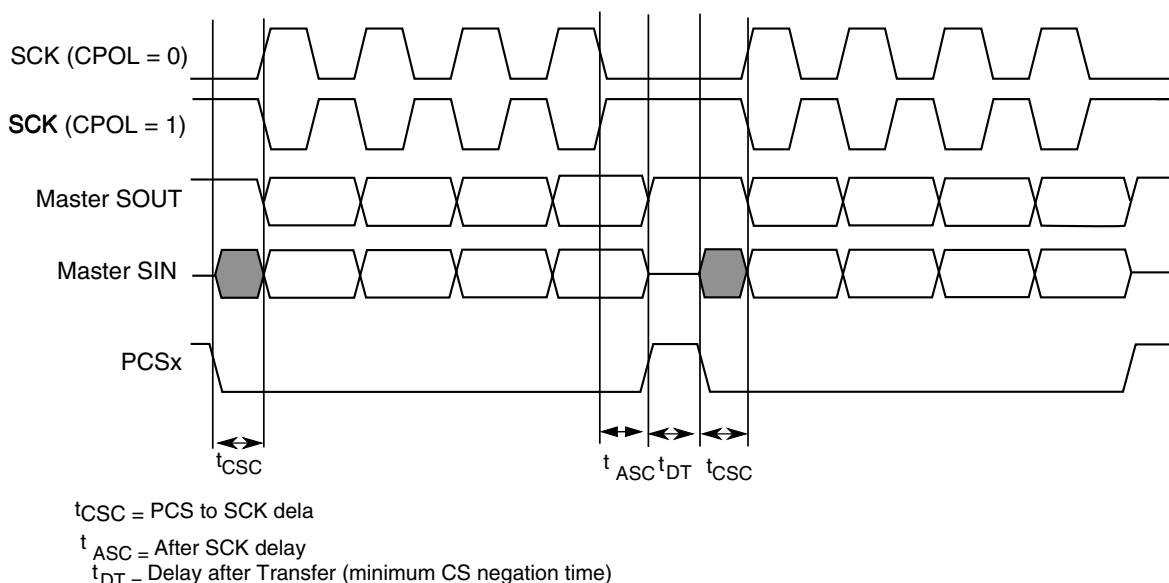 SCK (CPOL = 0)
SCK (CPOL = 1)
Master SOUT
Master SIN
PCSx
tCSC
t ASC
tDT
tCSC
tCSC = PCS to SCK dela
t ASC = After SCK delay
tDT = Delay after Transfer (minimum CS negation time)